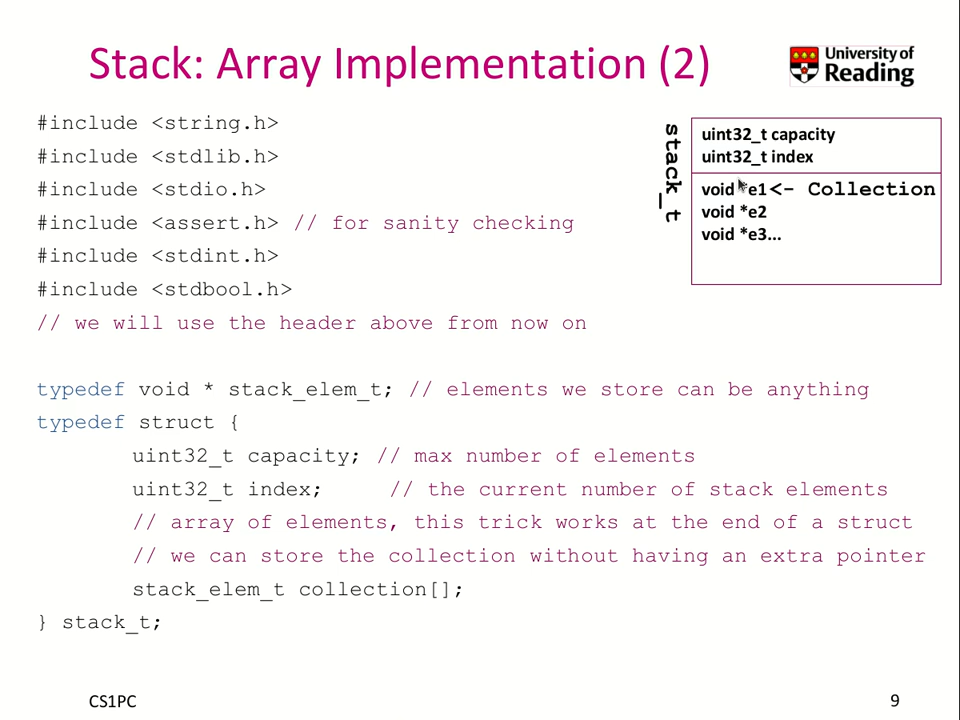 Stack: Array Implementation (2)
University of
Reading
#include <string.h>
#include <stdlib.h>
#include <stdio.h>
#include <assert.h> // for sanity checking
#include <stdint.h>
#include <stdbool.h>
// we will use the header above from now on
stack_t
uint32_t capacity
uint32_t index
void *e1<- Collection
void *e2
void *e3...
typedef void * stack_elem_t; // elements we store can be anything
typedef struct {
uint32_t capacity; // max number of elements
uint32_t index; // the current number of stack elements
// array of elements, this trick works at the end of a struct
// we can store the collection without having an extra pointer
stack_elem_t collection[];
} stack_t;
CS1PC
9